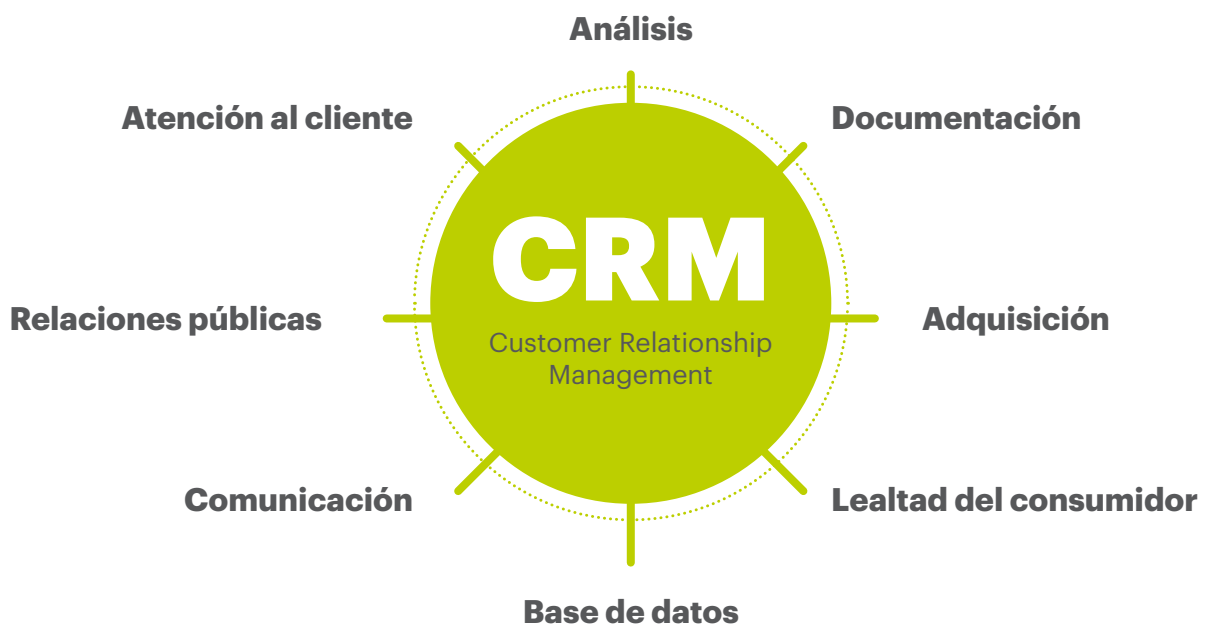 Análisis
Atención al cliente
Documentación
CRM
Customer Relationship
Management
Relaciones públicas
Adquisición
Comunicación
Lealtad del consumidor
Base de datos